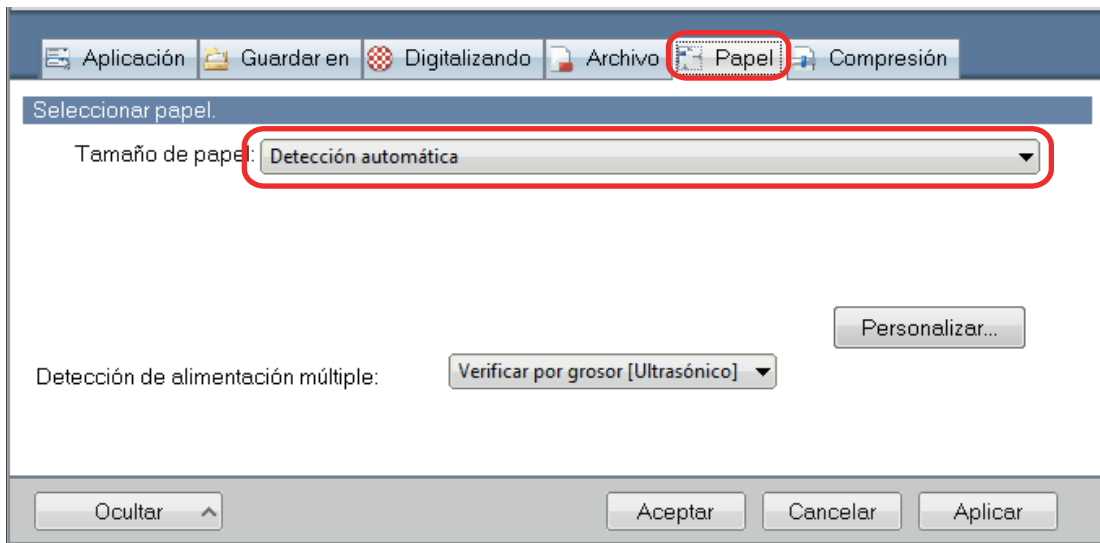 Aplicación Guardar en Digitalizando Archivo Papel Compresión
Seleccionar papel.
Tamaño de papel: Detección automática
Personalizar...
Detección de alimentación múltiple: Verificar por grosor [Ultrasónico]
Ocultar Aceptar Cancelar Aplicar